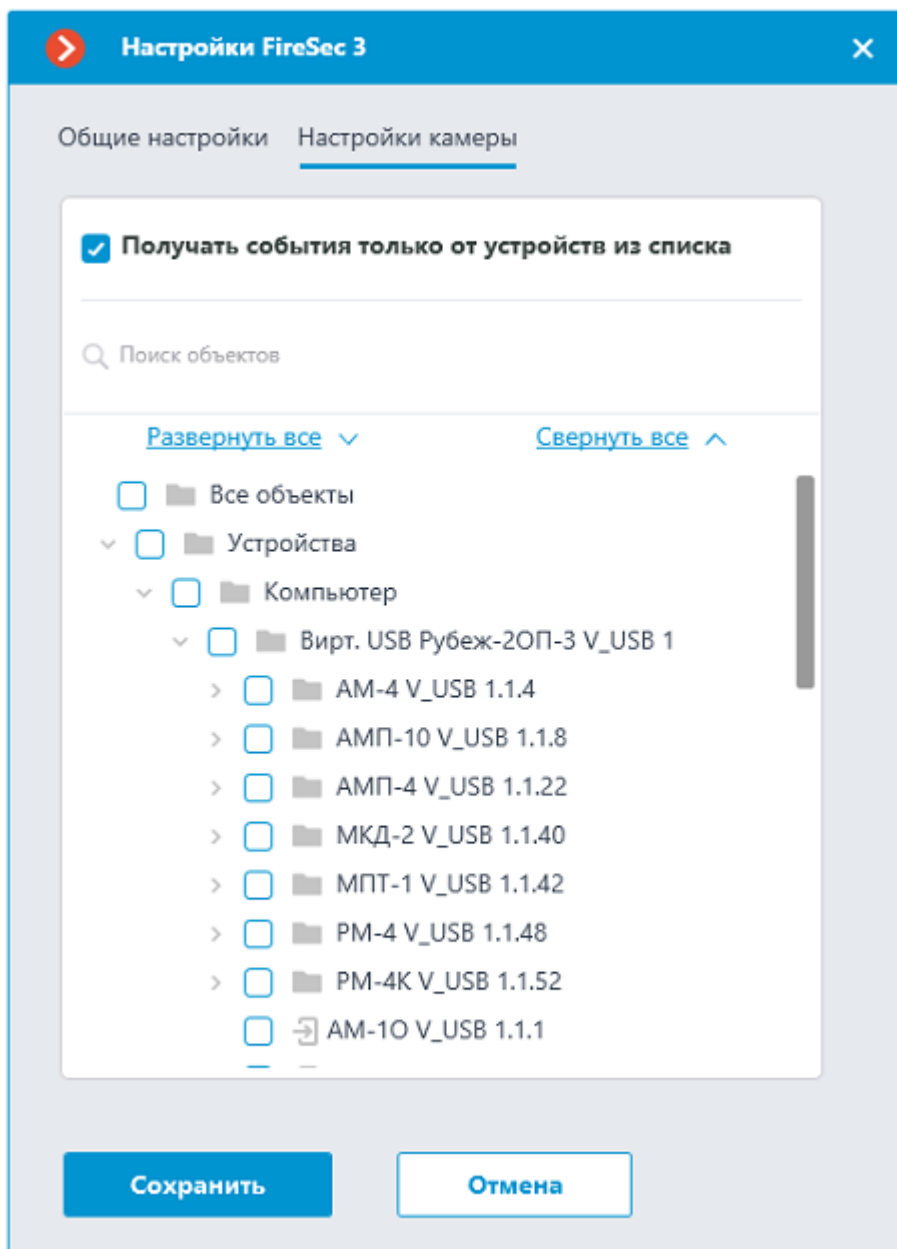 Настройки FireSec 3
Общие настройки Настройки камеры
Получать события только от устройств из списка
Поиск объектов
Развернуть все Свернуть все
Все объекты
Устройства
Компьютер
Вирт. USB Рубеж-2ОП-3 V_USB 1
АМ-4 V_USB 1.1.4
АМП-10 V_USB 1.1.8
АМП-4 V_USB 1.1.22
МКД-2 V_USB 1.1.40
МПТ-1 V_USB 1.1.42
РМ-4 V_USB 1.1.48
РМ-4К V_USB 1.1.52
АМ-1О V_USB 1.1.1
Сохранить Отмена